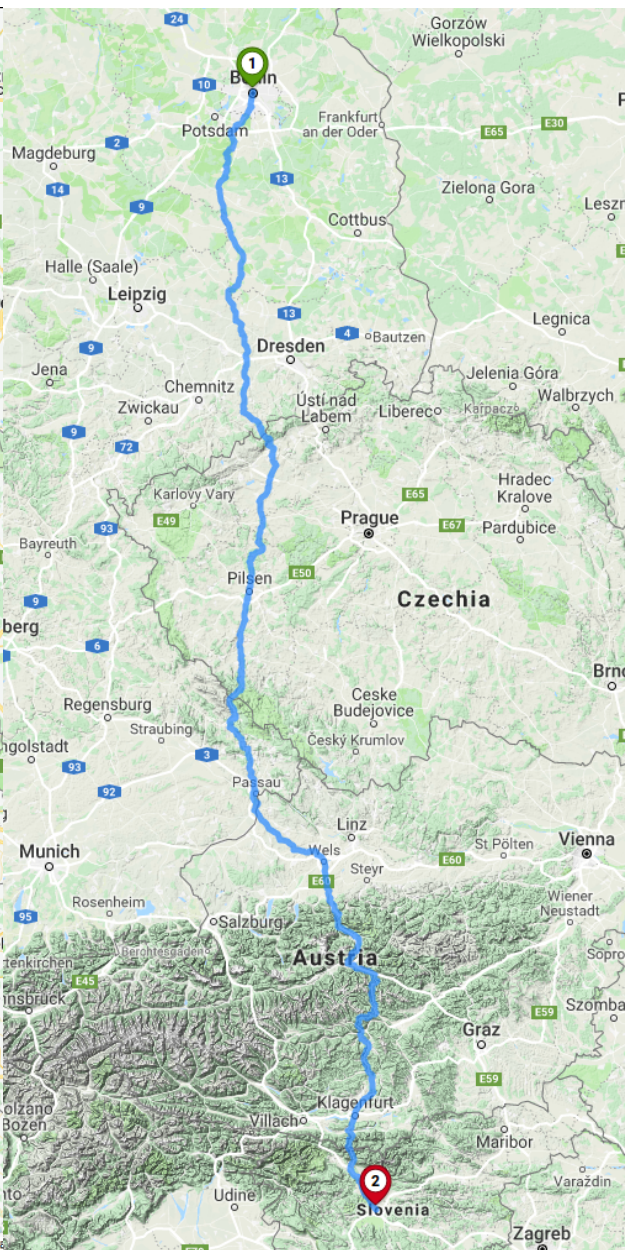 24
Gorzów
Wielkopolski
1
10
Berlin
Potsdam
Frankfurt
an der Oder
E65
E30
2
Magdeburg
14
13
Zielona Gora
9
Leszn
Cottbus
Halle (Saale)
Leipzig
13
Legnica
4
Bautzen
9
Dresden
Jena
Jelenia Góra
Chemnitz
Zwickau
Ústí nad
Labem
Liberec
Karpacz
Walbrzych
9
72
Karlovy Vary
E65
Hradec
Kralove
93
E49
Prague
E67
Pardubice
Bayreuth
E50
Pilsen
9
Czechia
berg
6
Brno
Regensburg
Ceske
Budejovice
Straubing
ngolstadt
3
Český Krumlov
93
92
Passau
Linz
Vienna
Munich
Wels
E60
St Pölten
Steyr
E60
Rosenheim
Wiener
Neustadt
95
Salzburg
Berchtesgaden
Austria
Sopro
rtenkirchen
E45
nnsbruck
E59
Szomba
Graz
E59
Klagenfurt
olzano
Bozen
Villach
Maribor
2
Varaždin
nto
Udine
Slovenia
Zagreb